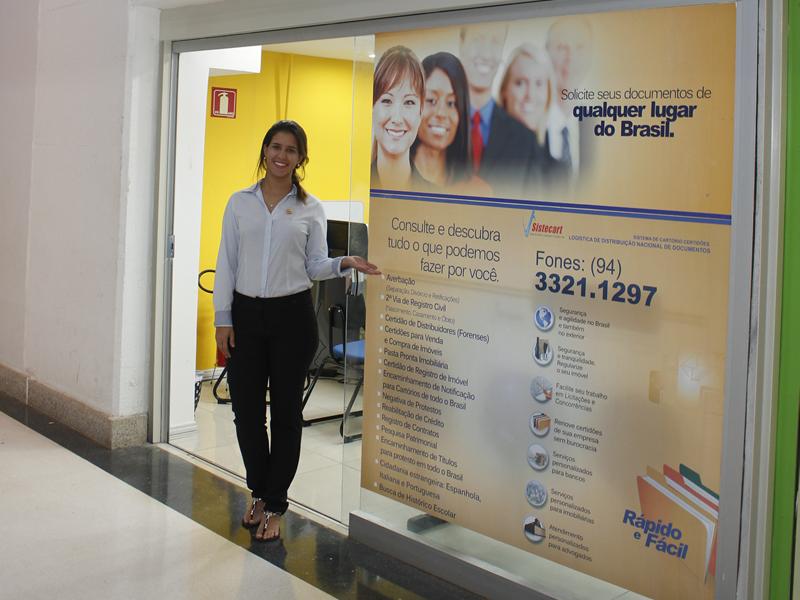 Solicite seus documentos de
qualquer lugar
do Brasil.
Consulte e descubra
tudo o que podemos
fazer por você.
Sistecart
SISTEMA DE CARTÓRIO CERTIDÕES
LOGISTICA DE DISTRIBUIÇÃO NACIONAL DE DOCUMENTOS
Fones: (94)
3321.1297
Averbação
(Separação, Divórcio e Retificações)
2ª Via de Registro Civil
(Nascimento, Casamento e Óbito)
Certidão de Distribuidores (Forenses)
Certidões para Venda
e Compra de Imóveis
Pasta Pronta Imobiliária
Certidão de Registro de Imóvel
Encaminhamento de Notificação
para Cartórios de todo o Brasil
Negativa de Protestos
Reabilitação de Crédito
Registro de Contratos
Pesquisa Patrimonial
Encaminhamento de Títulos
para protesto em todo o Brasil
Cidadania estrangeira: Espanhola,
Italiana e Portuguesa
Busca de Histórico Escolar
Segurança
e agilidade no Brasil
e também
no exterior
Segurança
e tranqüilidade.
Regularize
o seu imóvel
Facilite seu trabalho
em Licitações e
Concorrências
Renove certidões
de sua empresa
sem burocracia
Serviços
personalizados
para bancos
Serviços
personalizados
para imobiliárias
Atendimento
personalizado
para advogados
Rápido
e Fácil